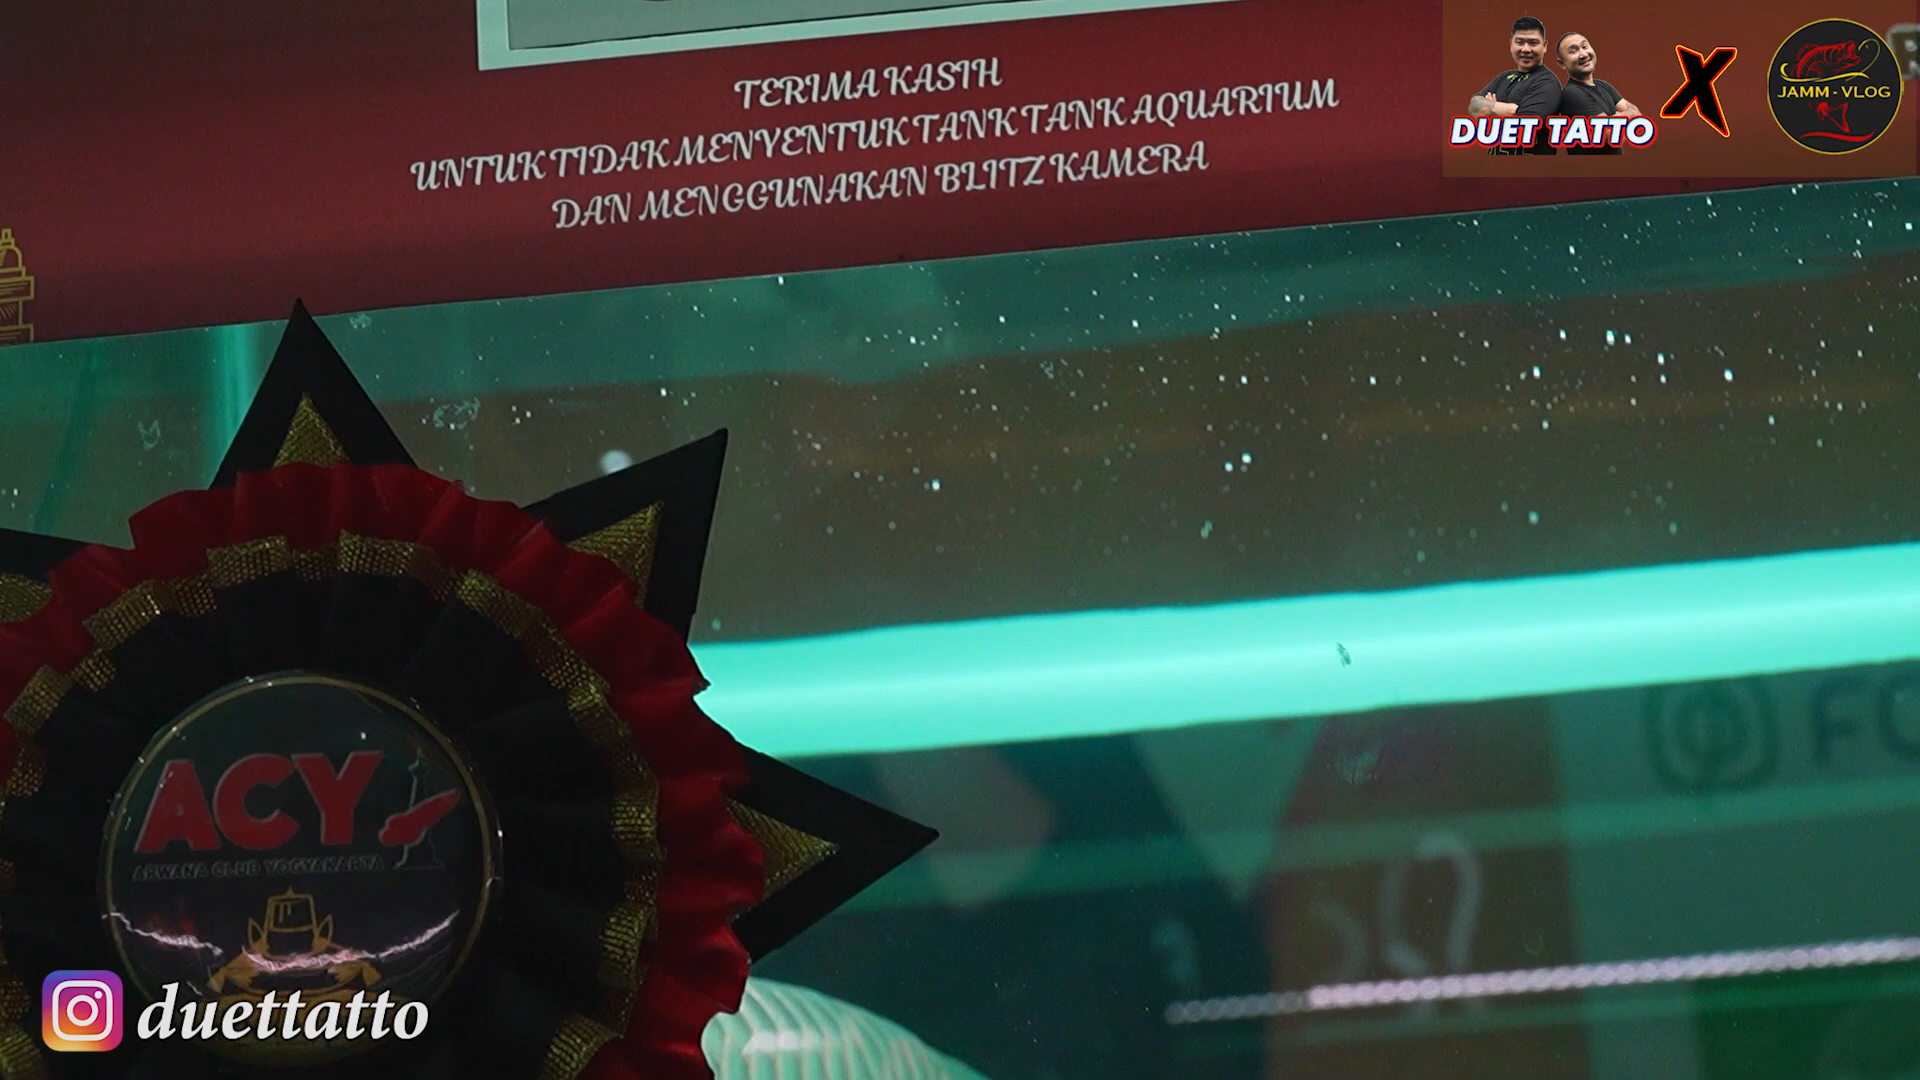 TERIMA KASIH
UNTUK TIDAK MENYENTUK TANK TANK AQUARIUM
DAN MENGGUNAKAN BLITZ KAMERA
DUET TATTO X JAMM-VLOG
ACY
ARWANA CLUB YOGYAKARTA
duettatto